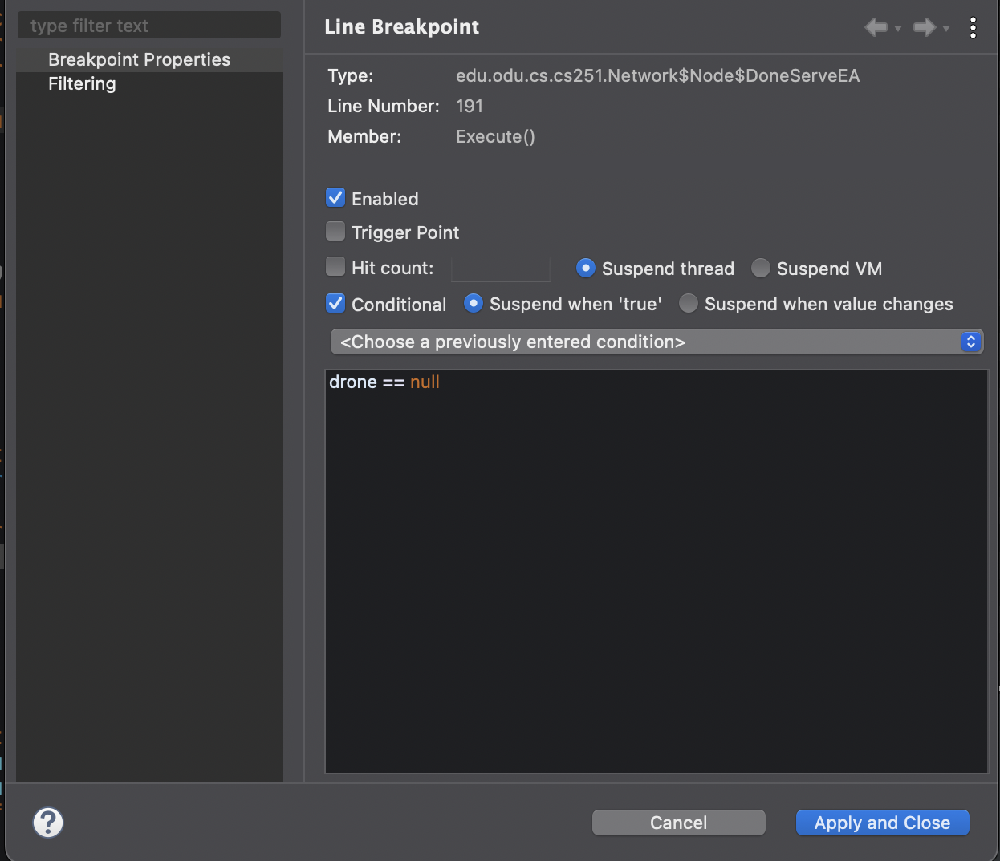 type filter text
Breakpoint Properties
Filtering
Line Breakpoint
Type: edu.odu.cs.cs251.Network$Node$DoneServeEA
Line Number: 191
Member: Execute()
Enabled
Trigger Point
Hit count: Suspend thread Suspend VM
Conditional Suspend when 'true' Suspend when value changes
<Choose a previously entered condition>
drone == null
? Cancel Apply and Close